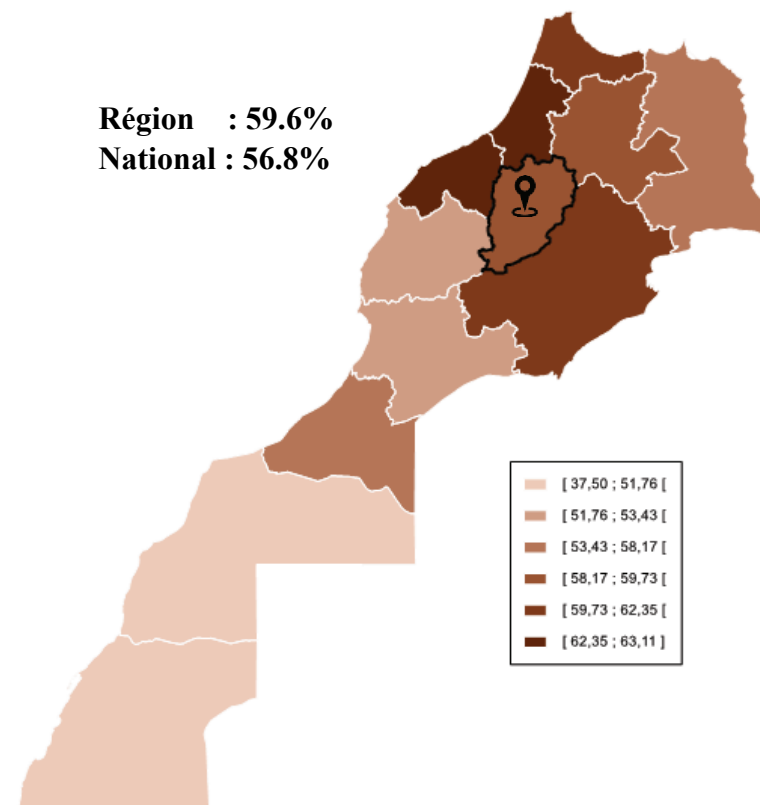 Région : 59.6%
National : 56.8%
[ 37,50 ; 51,76 [
[ 51,76 ; 53,43 [
[ 53,43 ; 58,17 [
[ 58,17 ; 59,73 [
[ 59,73 ; 62,35 [
[ 62,35 ; 63,11 ]